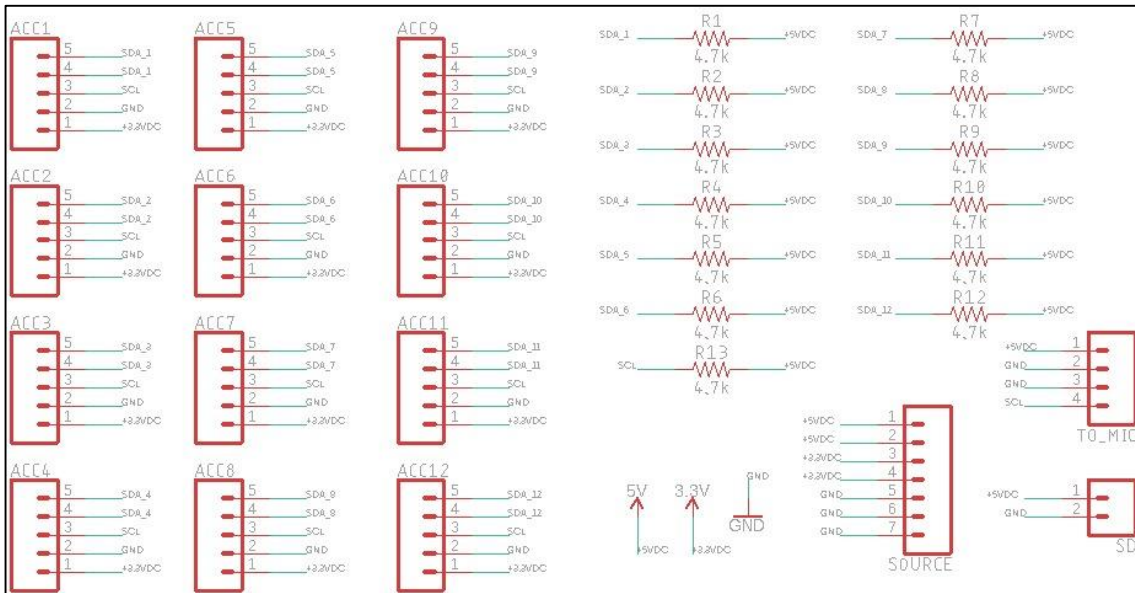 ACC1
5 SDA_1
4 SDA_1
3 SCL
2 GND
1 +3.3VDC
ACC2
5 SDA_2
4 SDA_2
3 SCL
2 GND
1 +3.3VDC
ACC3
5 SDA_3
4 SDA_3
3 SCL
2 GND
1 +3.3VDC
ACC4
5 SDA_4
4 SDA_4
3 SCL
2 GND
1 +3.3VDC
ACC5
5 SDA_5
4 SDA_5
3 SCL
2 GND
1 +3.3VDC
ACC6
5 SDA_6
4 SDA_6
3 SCL
2 GND
1 +3.3VDC
ACC7
5 SDA_7
4 SDA_7
3 SCL
2 GND
1 +3.3VDC
ACC8
5 SDA_8
4 SDA_8
3 SCL
2 GND
1 +3.3VDC
ACC9
5 SDA_9
4 SDA_9
3 SCL
2 GND
1 +3.3VDC
ACC10
5 SDA_10
4 SDA_10
3 SCL
2 GND
1 +3.3VDC
ACC11
5 SDA_11
4 SDA_11
3 SCL
2 GND
1 +3.3VDC
ACC12
5 SDA_12
4 SDA_12
3 SCL
2 GND
1 +3.3VDC
R1
SDA_1 +5VDC
4.7k
R2
SDA_2 +5VDC
4.7k
R3
SDA_3 +5VDC
4.7k
R4
SDA_4 +5VDC
4.7k
R5
SDA_5 +5VDC
4.7k
R6
SDA_6 +5VDC
4.7k
R13
SCL +5VDC
4.7k
R7
SDA_7 +5VDC
4.7k
R8
SDA_8 +5VDC
4.7k
R9
SDA_9 +5VDC
4.7k
R10
SDA_10 +5VDC
4.7k
R11
SDA_11 +5VDC
4.7k
R12
SDA_12 +5VDC
4.7k
5V 3.3V GND
+5VDC +3.3VDC GND
+5VDC 1
+5VDC 2
+3.3VDC 3
+3.3VDC 4
GND 5
GND 6
GND 7
SOURCE
+5VDC 1
GND 2
GND 3
SCL 4
TO_MIC
+5VDC 1
GND 2
SD